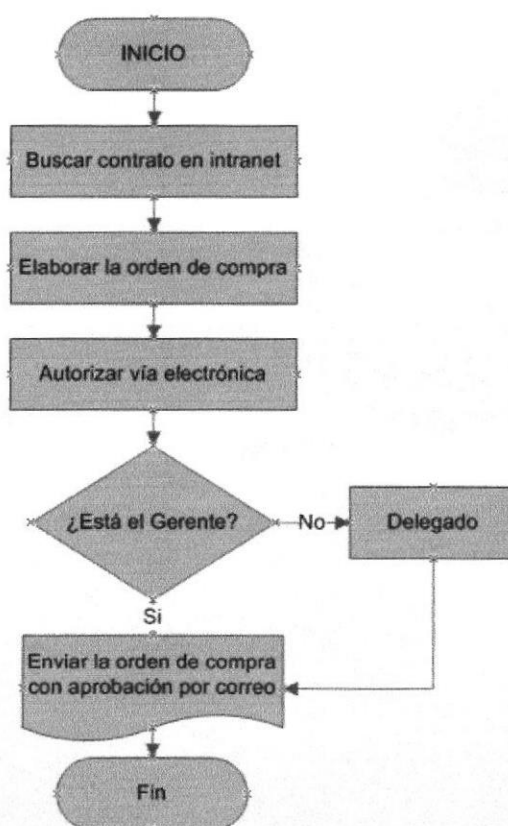 INICIO
Buscar contrato en intranet
Elaborar la orden de compra
Autorizar vía electrónica
¿Está el Gerente?
No
Delegado
Si
Enviar la orden de compra
con aprobación por correo
Fin